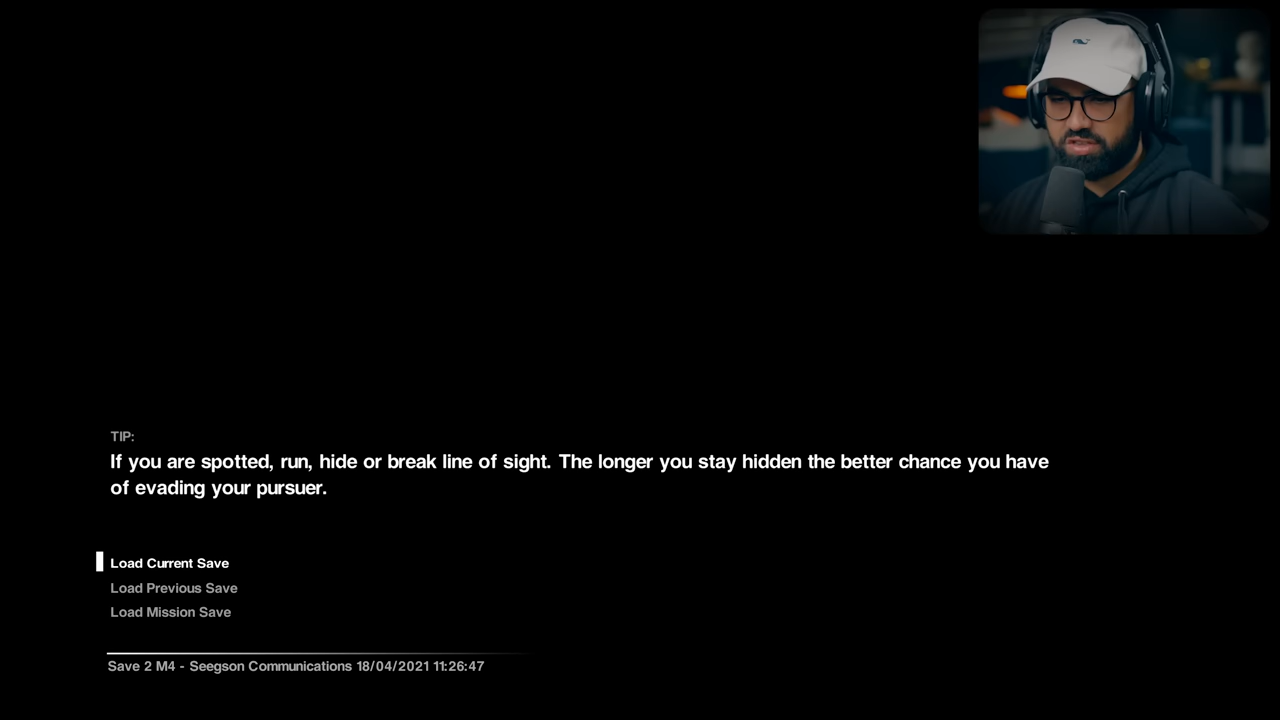 TIP:
If you are spotted, run, hide or break line of sight. The longer you stay hidden the better chance you have
of evading your pursuer.
Load Current Save
Load Previous Save
Load Mission Save
Save 2 M4 - Seegson Communications 18/04/2021 11:26:47